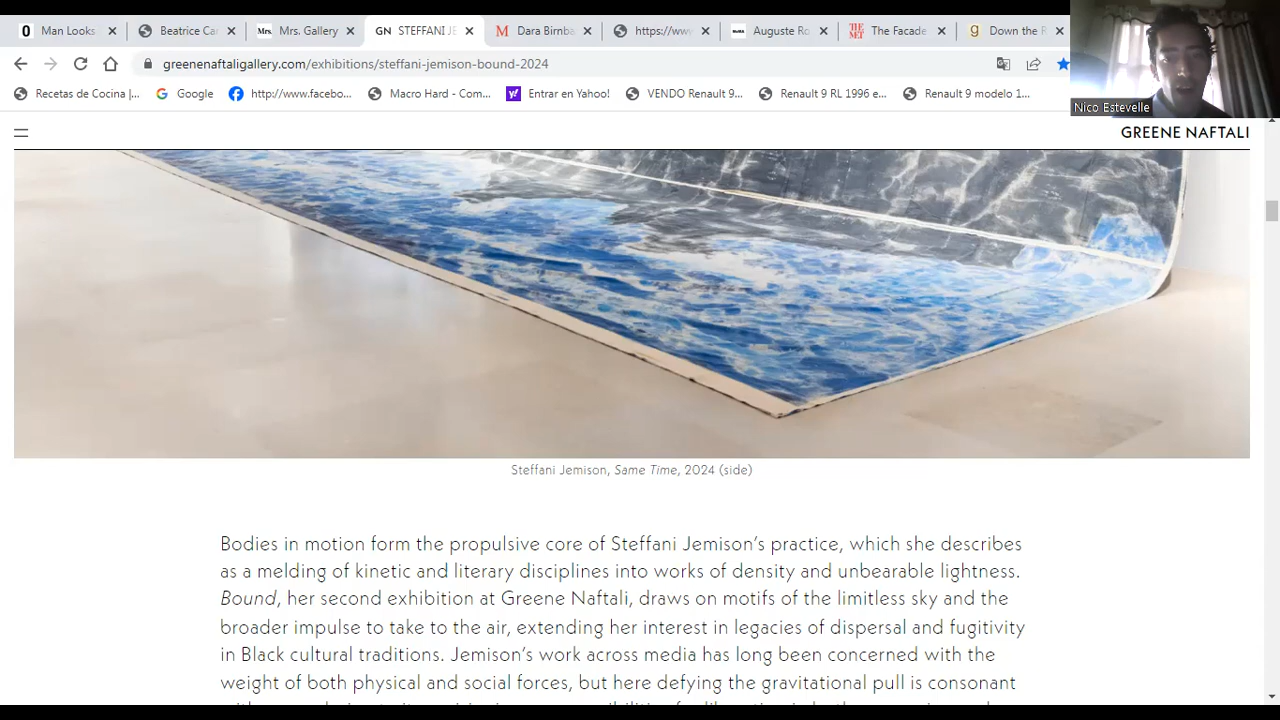 Man Looks
Beatrice Car
Mrs. Mrs. Gallery
GN STEFFANI JE
Dara Birnba
https://ww
Auguste Ro
THE MET The Facade
Down the R
greenenaftaligallery.com/exhibitions/steffani-jemison-bound-2024
Recetas de Cocina |...
Google
http://www.facebo...
Macro Hard - Com...
Entrar en Yahoo!
VENDO Renault 9...
Renault 9 RL 1996 e...
Renault 9 modelo 1...
Nico Estevelle
GREENE NAFTALI
Steffani Jemison, Same Time, 2024 (side)
Bodies in motion form the propulsive core of Steffani Jemison’s practice, which she describes
as a melding of kinetic and literary disciplines into works of density and unbearable lightness.
Bound, her second exhibition at Greene Naftali, draws on motifs of the limitless sky and the
broader impulse to take to the air, extending her interest in legacies of dispersal and fugitivity
in Black cultural traditions. Jemison’s work across media has long been concerned with the
weight of both physical and social forces, but here defying the gravitational pull is consonant